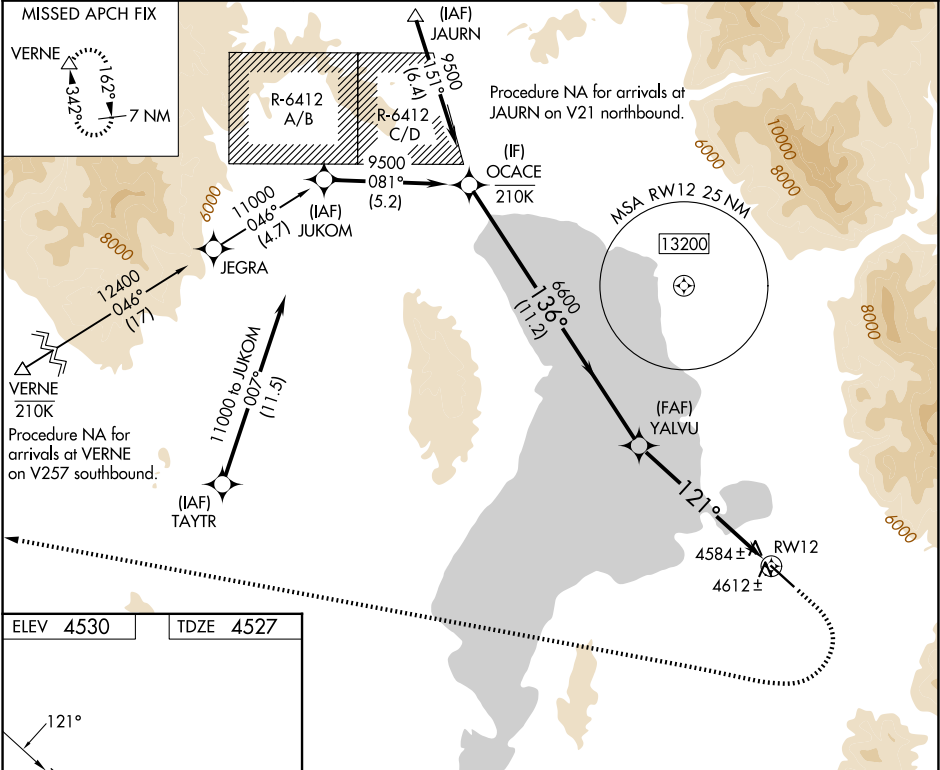 MISSED APCH FIX
VERNE
162°
342°
7 NM
(IAF)
JAURN
9500
151°
(6.4)
R-6412
A/B
R-6412
C/D
Procedure NA for arrivals at
JAURN on V21 northbound.
6000
10000
8000
(IF)
OCACE
210K
9500
081°
(5.2)
(IAF)
JUKOM
6000
8000
11000
046°
(4.7)
JEGRA
MSA RW12 25 NM
13200
12400
046°
(17)
VERNE
210K
Procedure NA for
arrivals at VERNE
on V257 southbound.
11000 to JUKOM
007°
(11.5)
(IAF)
TAYTR
6600
136°
(11.2)
8000
(FAF)
YALVU
121°
6000
4584±
RW12
4612±
ELEV 4530
TDZE 4527
121°